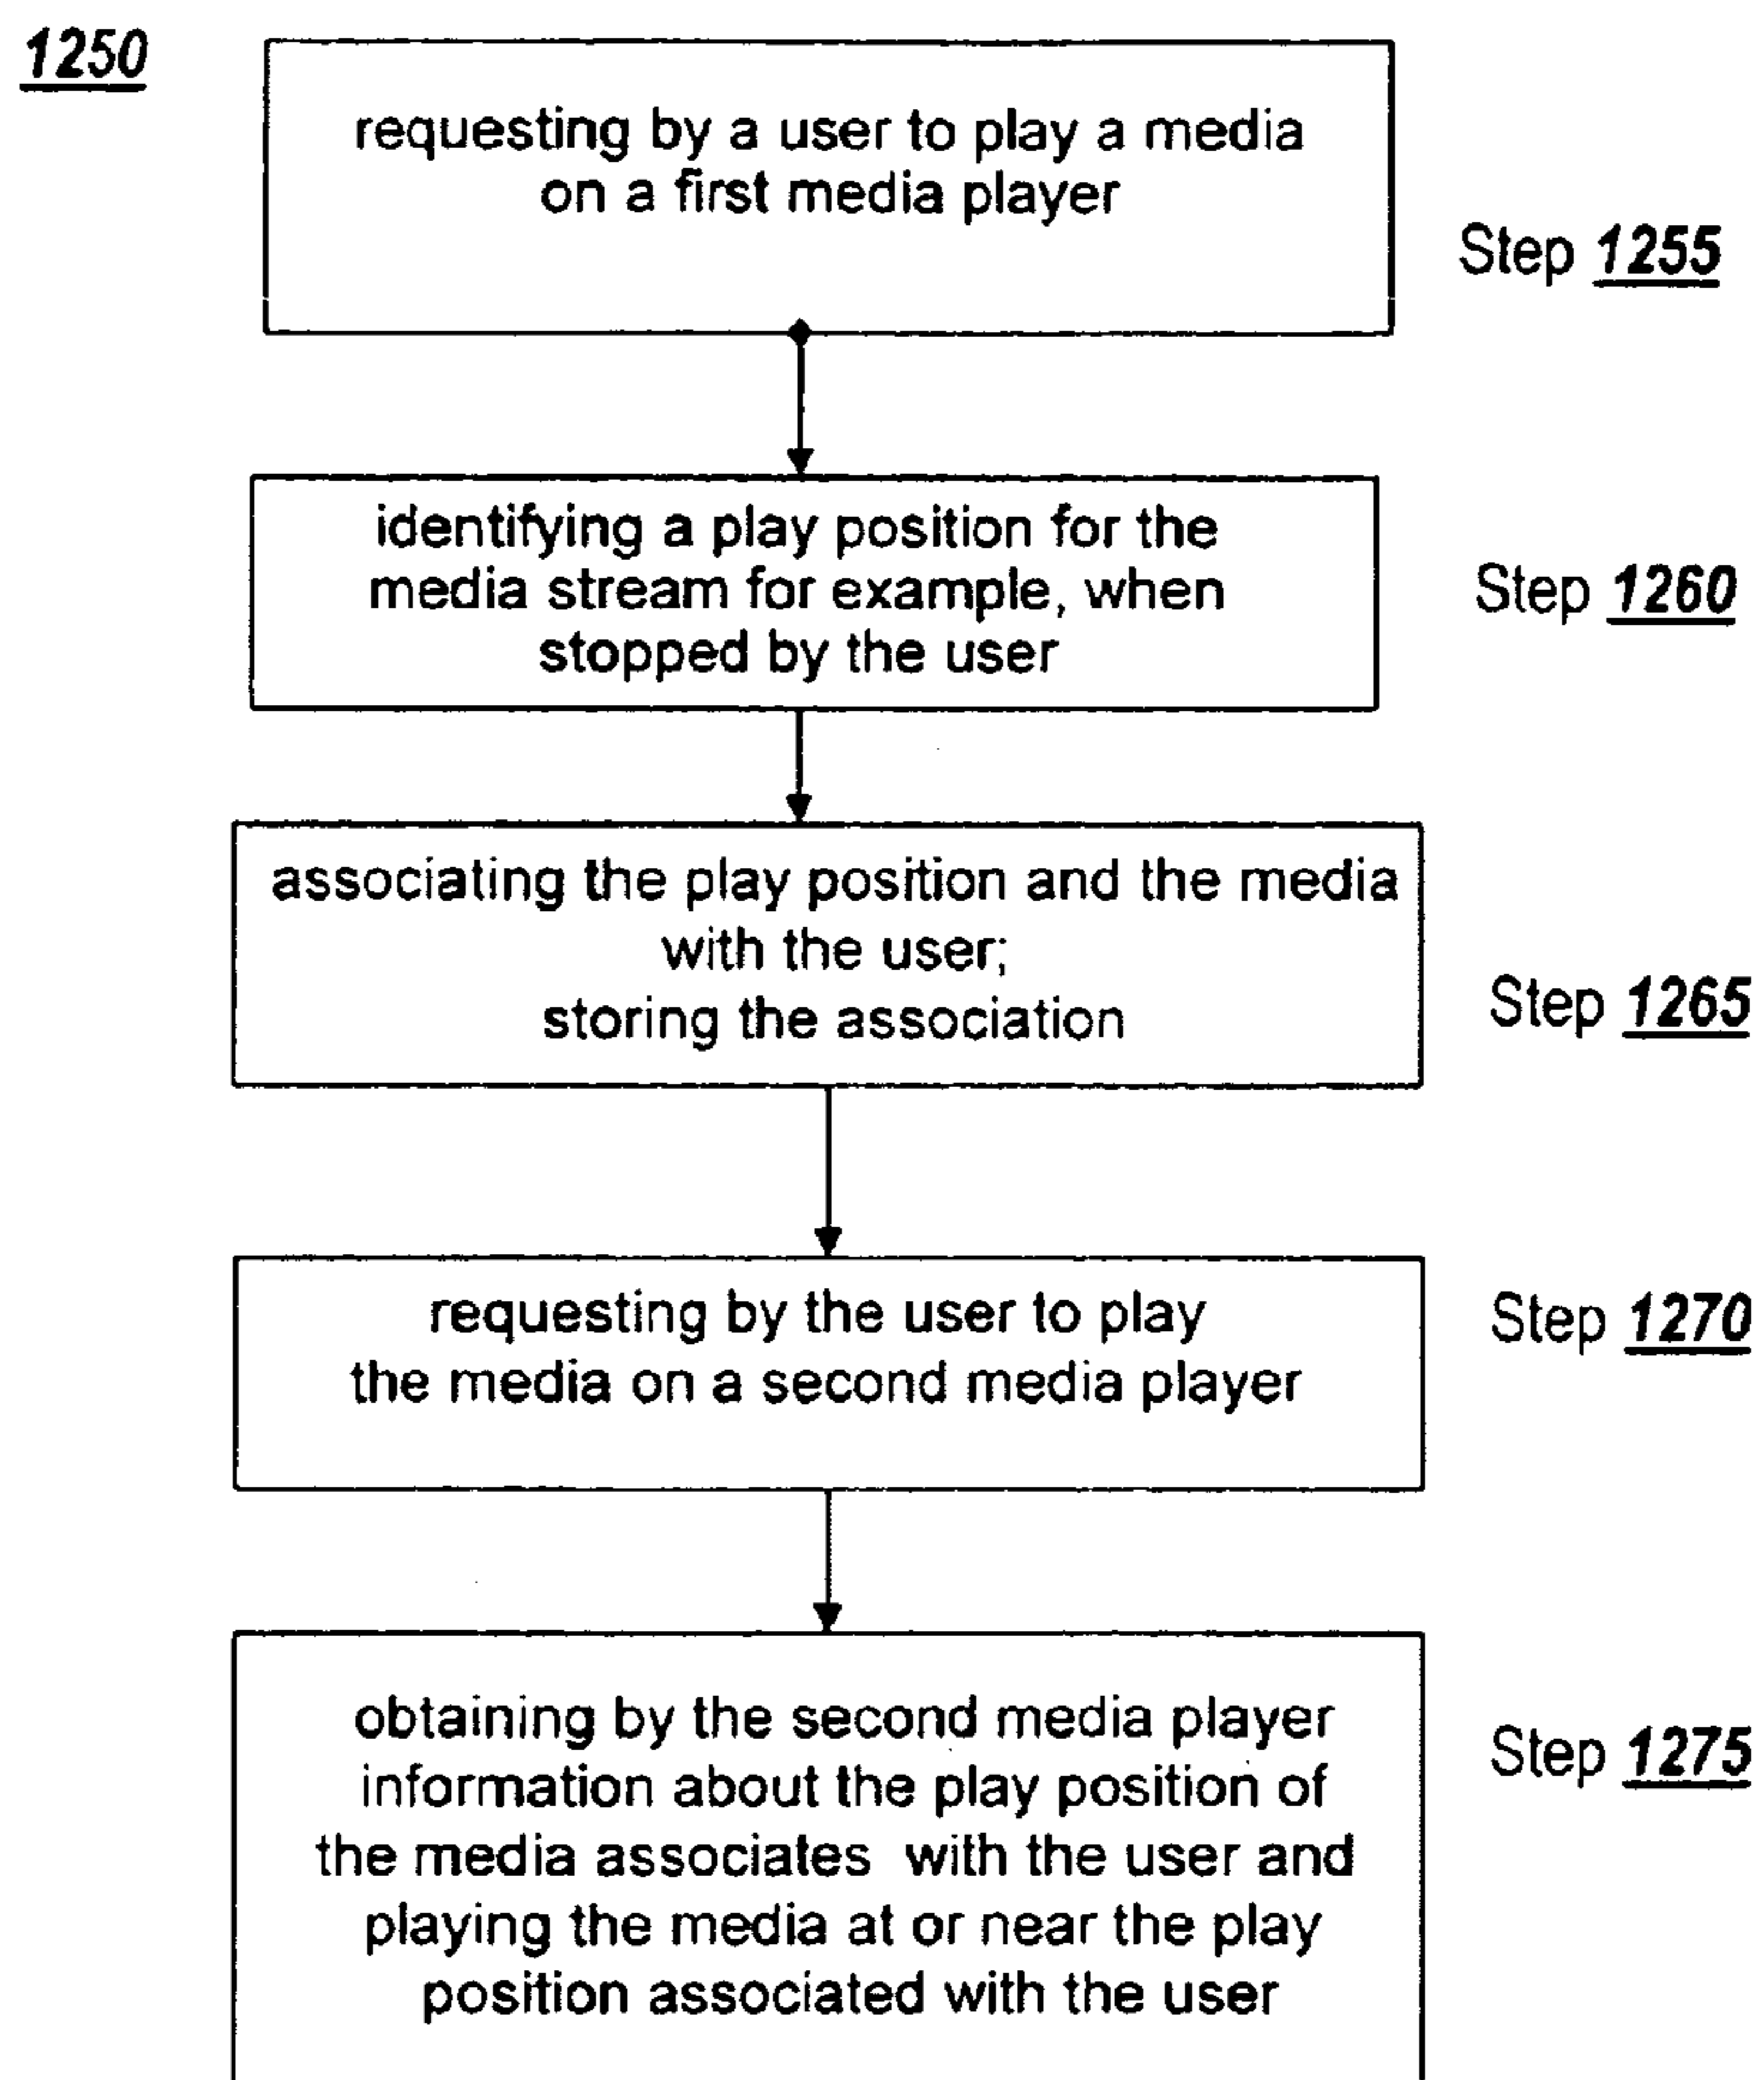 1250
requesting by a user to play a media
on a first media player
Step 1255
identifying a play position for the
media stream for example, when
stopped by the user
Step 1260
associating the play position and the media
with the user;
storing the association
Step 1265
requesting by the user to play
the media on a second media player
Step 1270
obtaining by the second media player
information about the play position of
the media associates with the user and
playing the media at or near the play
position associated with the user
Step 1275